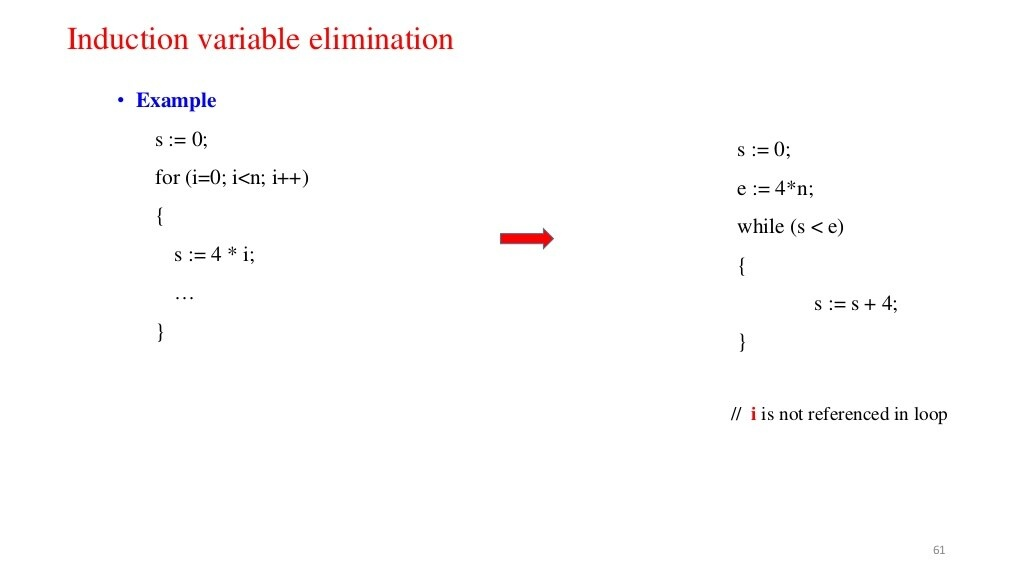 Induction variable elimination
• Example
s := 0;
for (i=0; i<n; i++)
{
s := 4 * i;
…
}
s := 0;
e := 4*n;
while (s < e)
{
s := s + 4;
}
// i is not referenced in loop
61